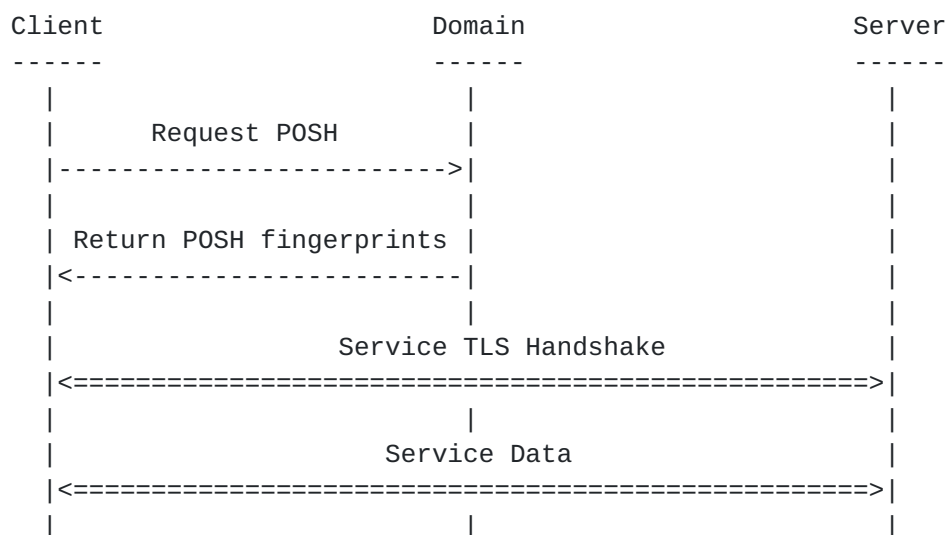 Client Domain Server
------ ------ ------
Request POSH
------------------------->
Return POSH fingerprints
<-------------------------
Service TLS Handshake
<===================================================>
Service Data
<===================================================>